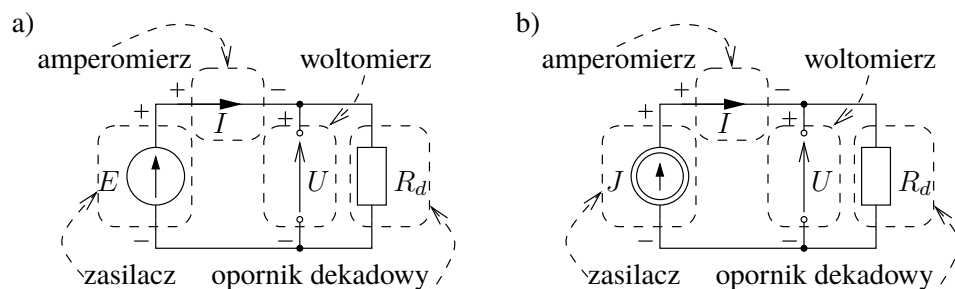 a)
amperomierz woltomierz
+ + − +
I
E U R_d
− −
zasilacz opornik dekadowy
b)
amperomierz woltomierz
+ + − +
I
J U R_d
− −
zasilacz opornik dekadowy